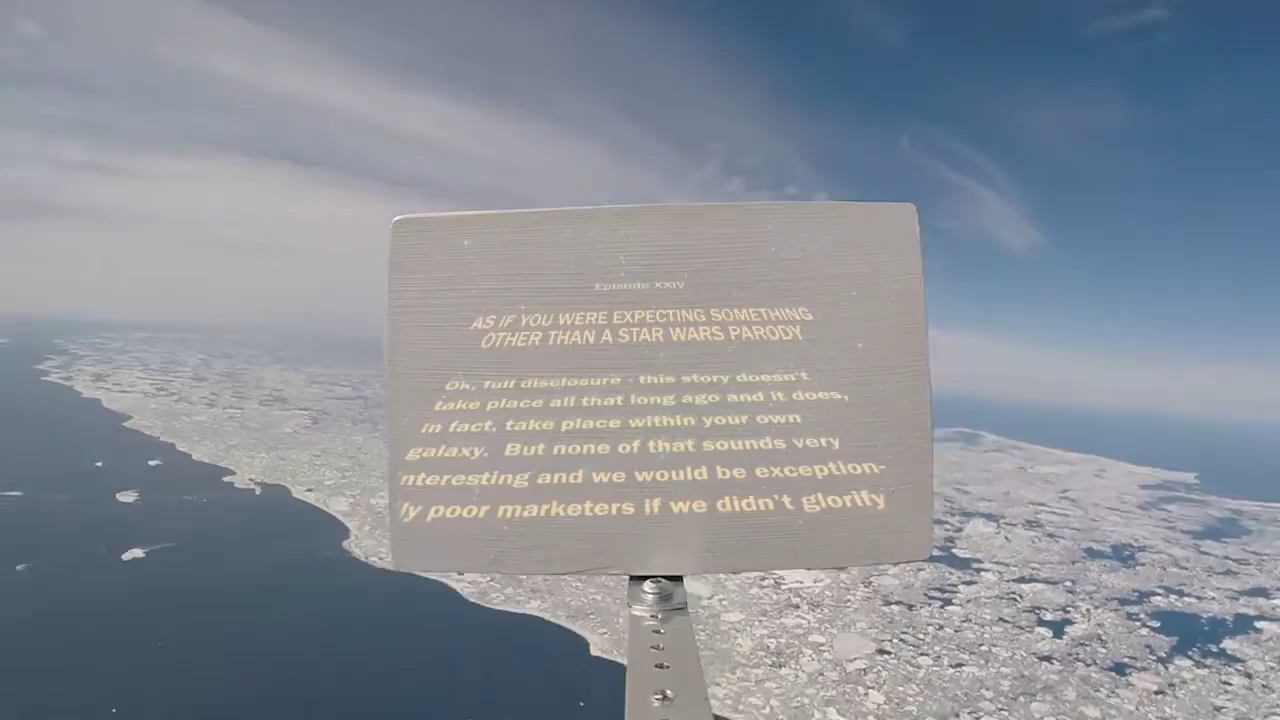 Episode XXIV
AS IF YOU WERE EXPECTING SOMETHING
OTHER THAN A STAR WARS PARODY
Ok, full disclosure - this story doesn't
take place all that long ago and it does,
in fact, take place within your own
galaxy. But none of that sounds very
nteresting and we would be exception-
ly poor marketers if we didn't glorify